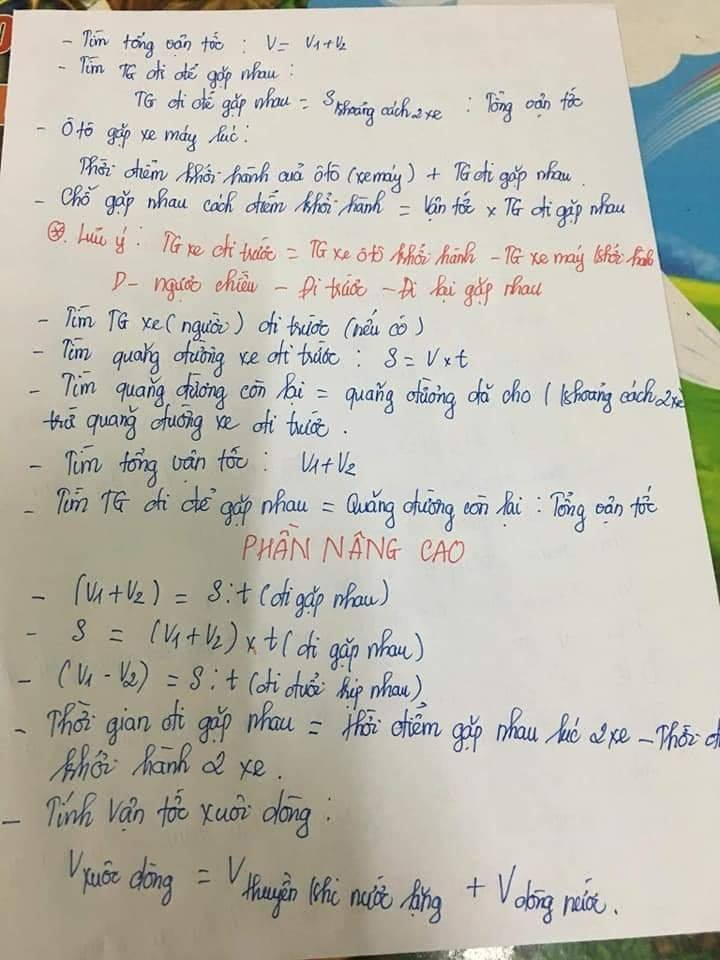 - Tìm tổng vận tốc : V = V1+V2
- Tìm TG đi để gặp nhau :
TG đi để gặp nhau = S khoảng cách 2 xe : Tổng vận tốc
- Ô tô gặp xe máy lúc :
Thời điểm khởi hành của ôtô (xe máy) + TG đi gặp nhau.
- Chỗ gặp nhau cách điểm khởi hành = Vận tốc x TG đi gặp nhau
* . Lưu ý : TG xe đi trước = TG xe ôtô khởi hành - TG xe máy khởi hành
D - ngược chiều - Đi trước - Đi lại gặp nhau
- Tìm TG xe (người) đi trước (nếu có)
- Tìm quãng đường xe đi trước : S = V x t
- Tìm quãng đường còn lại = quãng đường đã cho ( khoảng cách 2 xe
trừ quãng đường xe đi trước .
- Tìm tổng vận tốc : V1+V2
- Tìm TG đi để gặp nhau = Quãng đường còn lại : Tổng vận tốc
PHẦN NÂNG CAO
- (V1+V2) = S : t (đi gặp nhau)
- S = (V1+V2) x t ( đi gặp nhau)
- (V1 - V2) = S : t (đi đuổi kịp nhau)
- Thời gian đi gặp nhau = thời điểm gặp nhau lúc 2 xe - Thời đ
khởi hành 2 xe .
- Tính Vận tốc xuôi dòng :
V xuôi dòng = V thuyền khi nước lặng + V dòng nước .